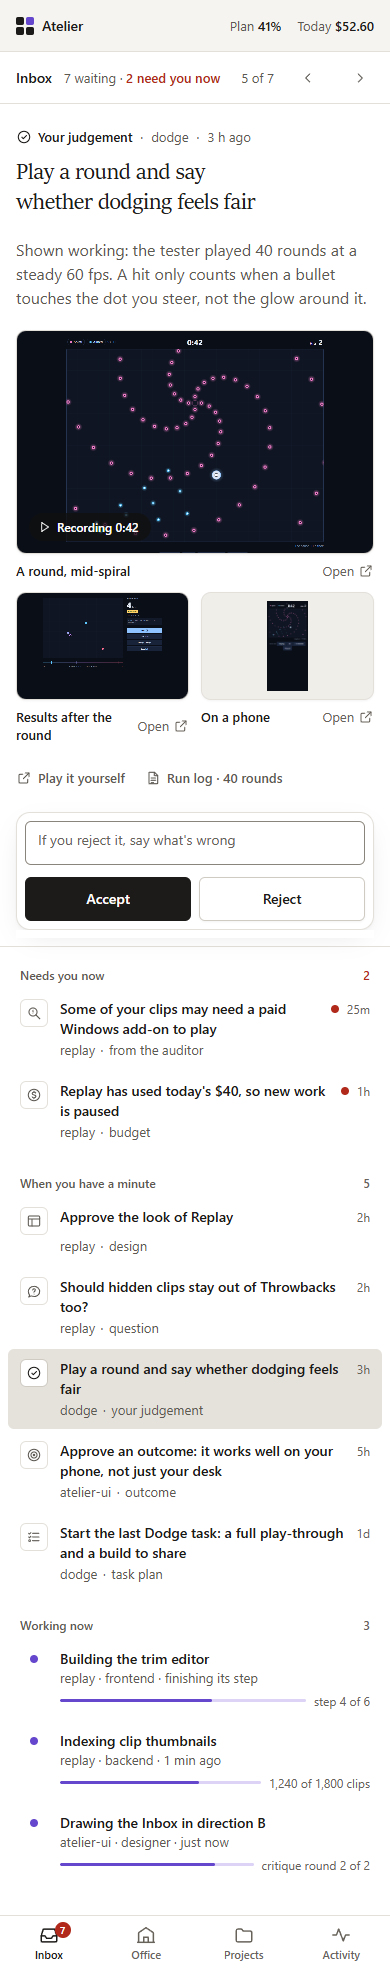 Atelier
Plan 41% Today $52.60
Inbox 7 waiting · 2 need you now 5 of 7
Your judgement · dodge · 3 h ago
Play a round and say
whether dodging feels fair
Shown working: the tester played 40 rounds at a
steady 60 fps. A hit only counts when a bullet
touches the dot you steer, not the glow around it.
0:42
2
Recording 0:42
A round, mid-spiral Open
Results after the
round
Open
On a phone Open
Play it yourself Run log · 40 rounds
If you reject it, say what's wrong
Accept Reject
Needs you now 2
Some of your clips may need a paid
Windows add-on to play
25m
replay · from the auditor
Replay has used today's $40, so new work
is paused
1h
replay · budget
When you have a minute 5
Approve the look of Replay 2h
replay · design
Should hidden clips stay out of Throwbacks
too?
2h
replay · question
Play a round and say whether dodging feels
fair
3h
dodge · your judgement
Approve an outcome: it works well on your
phone, not just your desk
5h
atelier-ui · outcome
Start the last Dodge task: a full play-through
and a build to share
1d
dodge · task plan
Working now 3
Building the trim editor
replay · frontend · finishing its step
step 4 of 6
Indexing clip thumbnails
replay · backend · 1 min ago
1,240 of 1,800 clips
Drawing the Inbox in direction B
atelier-ui · designer · just now
critique round 2 of 2
7
Inbox Office Projects Activity